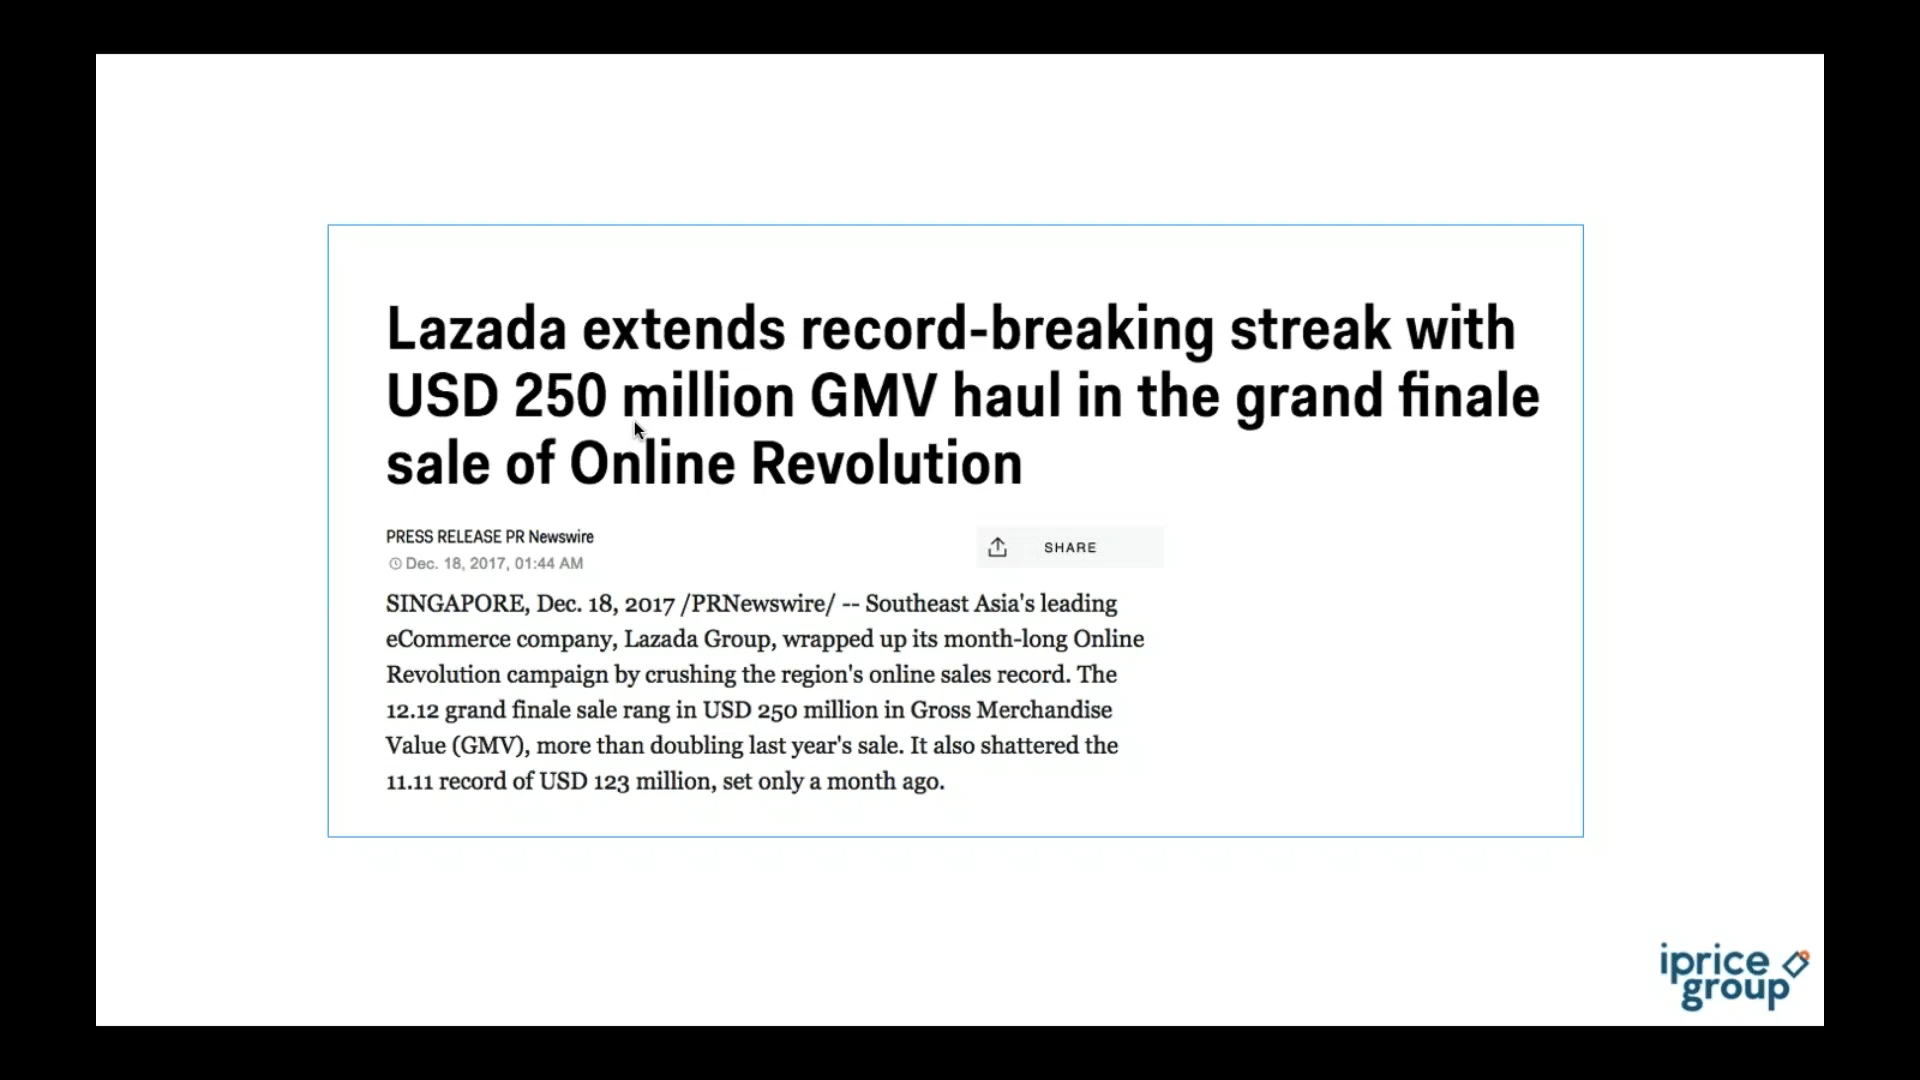 Lazada extends record-breaking streak with
USD 250 million GMV haul in the grand finale
sale of Online Revolution
PRESS RELEASE PR Newswire
Dec. 18, 2017, 01:44 AM
SHARE
SINGAPORE, Dec. 18, 2017 /PRNewswire/ -- Southeast Asia's leading
eCommerce company, Lazada Group, wrapped up its month-long Online
Revolution campaign by crushing the region's online sales record. The
12.12 grand finale sale rang in USD 250 million in Gross Merchandise
Value (GMV), more than doubling last year's sale. It also shattered the
11.11 record of USD 123 million, set only a month ago.
iprice
group